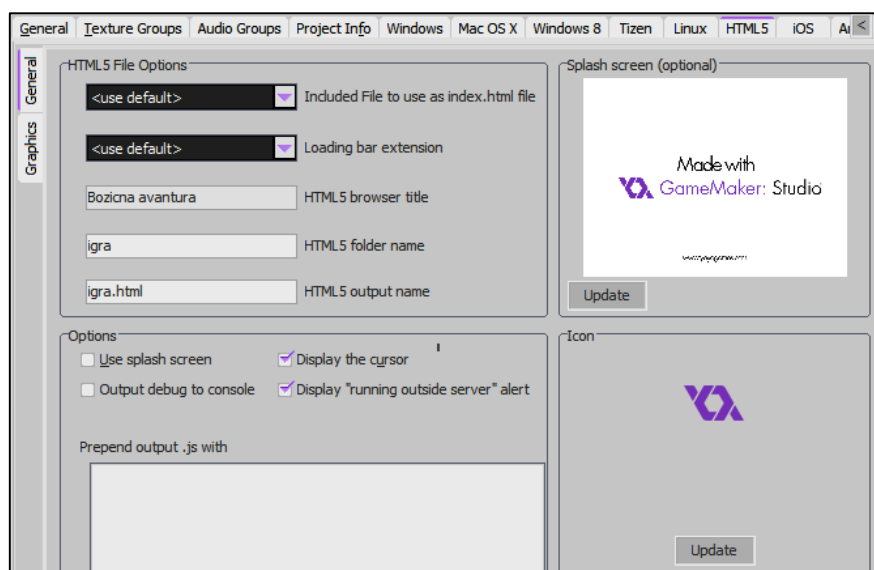 General Texture Groups Audio Groups Project Info Windows Mac OS X Windows 8 Tizen Linux HTML5 iOS <
General
Graphics
HTML5 File Options
<use default> Included File to use as index.html file
<use default> Loading bar extension
Bozicna avantura HTML5 browser title
igra HTML5 folder name
igra.html HTML5 output name
Splash screen (optional)
Made with
GameMaker: Studio
Update
Options
Use splash screen Display the cursor
Output debug to console Display "running outside server" alert
Prepend output .js with
Icon
Update